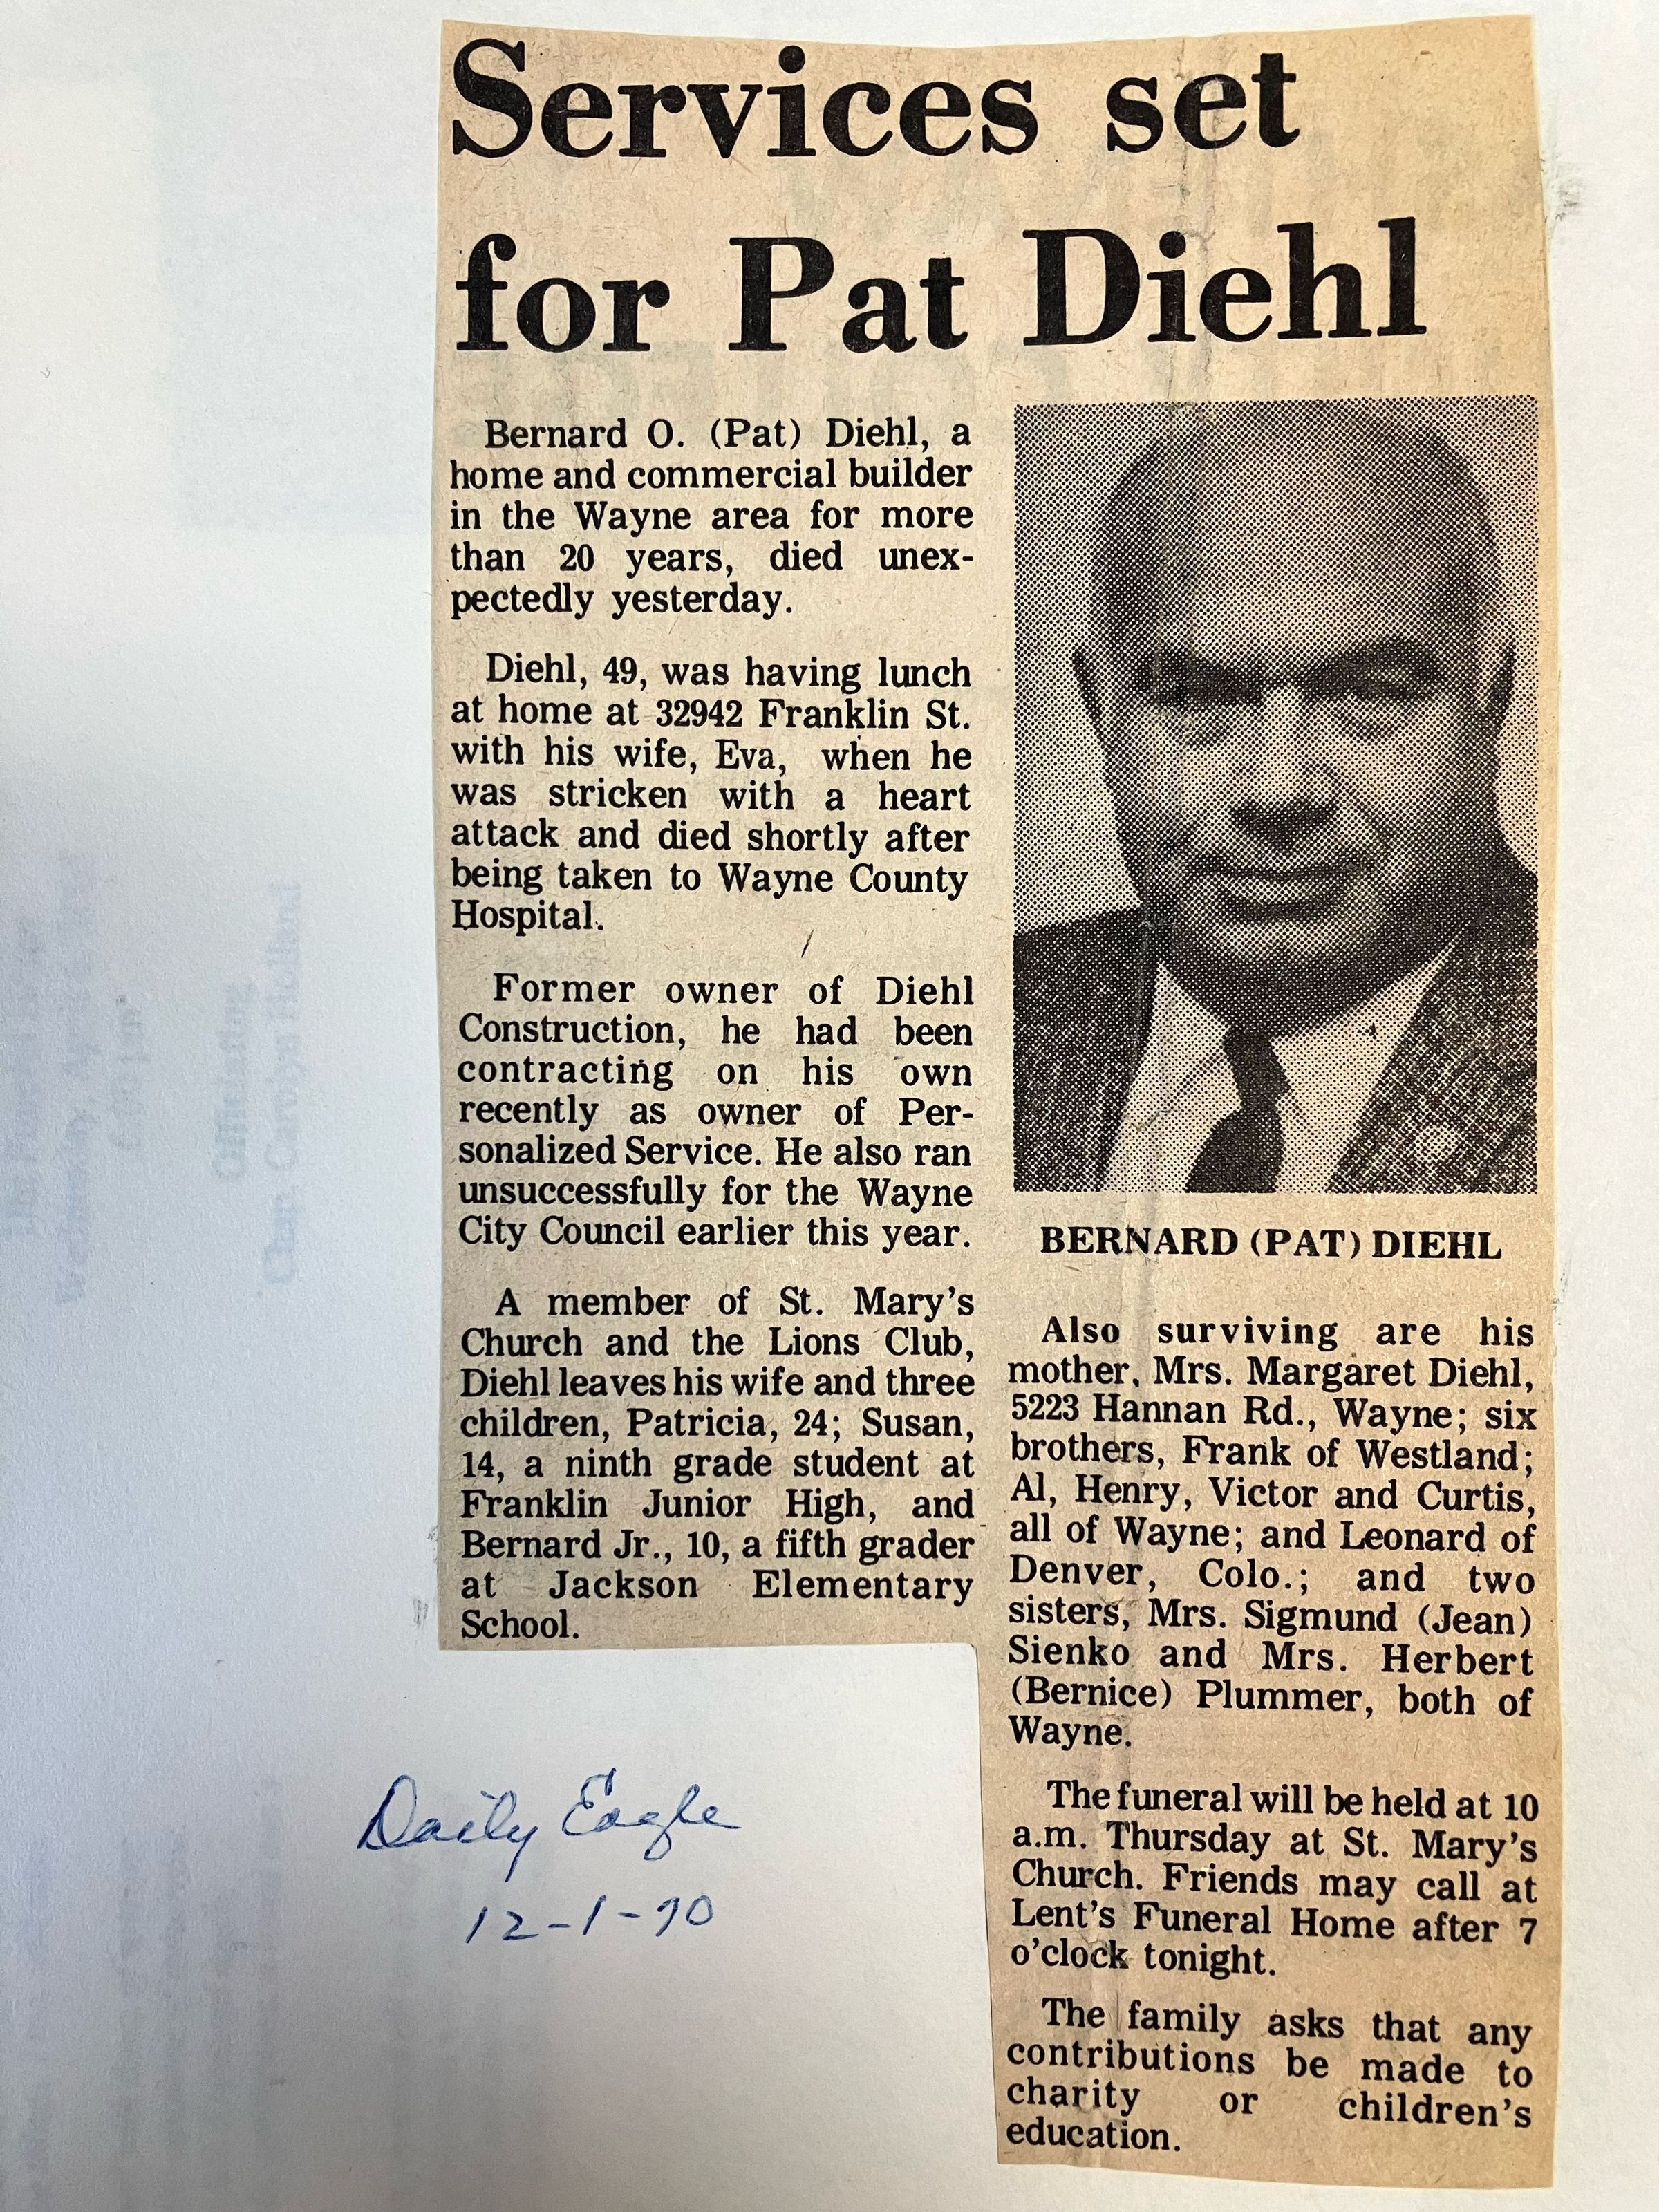 Services set
for Pat Diehl
Bernard O. (Pat) Diehl, a
home and commercial builder
in the Wayne area for more
than 20 years, died unex-
pectedly yesterday.
Diehl, 49, was having lunch
at home at 32942 Franklin St.
with his wife, Eva, when he
was stricken with a heart
attack and died shortly after
being taken to Wayne County
Hospital.
Former owner of Diehl
Construction, he had been
contracting on his own
recently as owner of Per-
sonalized Service. He also ran
unsuccessfully for the Wayne
City Council earlier this year.
A member of St. Mary's
Church and the Lions Club,
Diehl leaves his wife and three
children, Patricia, 24; Susan,
14, a ninth grade student at
Franklin Junior High, and
Bernard Jr., 10, a fifth grader
at Jackson Elementary
School.
BERNARD (PAT) DIEHL
Also surviving are his
mother, Mrs. Margaret Diehl,
5223 Hannan Rd., Wayne; six
brothers, Frank of Westland;
Al, Henry, Victor and Curtis,
all of Wayne; and Leonard of
Denver, Colo.; and two
sisters, Mrs. Sigmund (Jean)
Sienko and Mrs. Herbert
(Bernice) Plummer, both of
Wayne.
The funeral will be held at 10
a.m. Thursday at St. Mary's
Church. Friends may call at
Lent's Funeral Home after 7
o'clock tonight.
The family asks that any
contributions be made to
charity or children's
education.
Daily Eagle
12-1-70